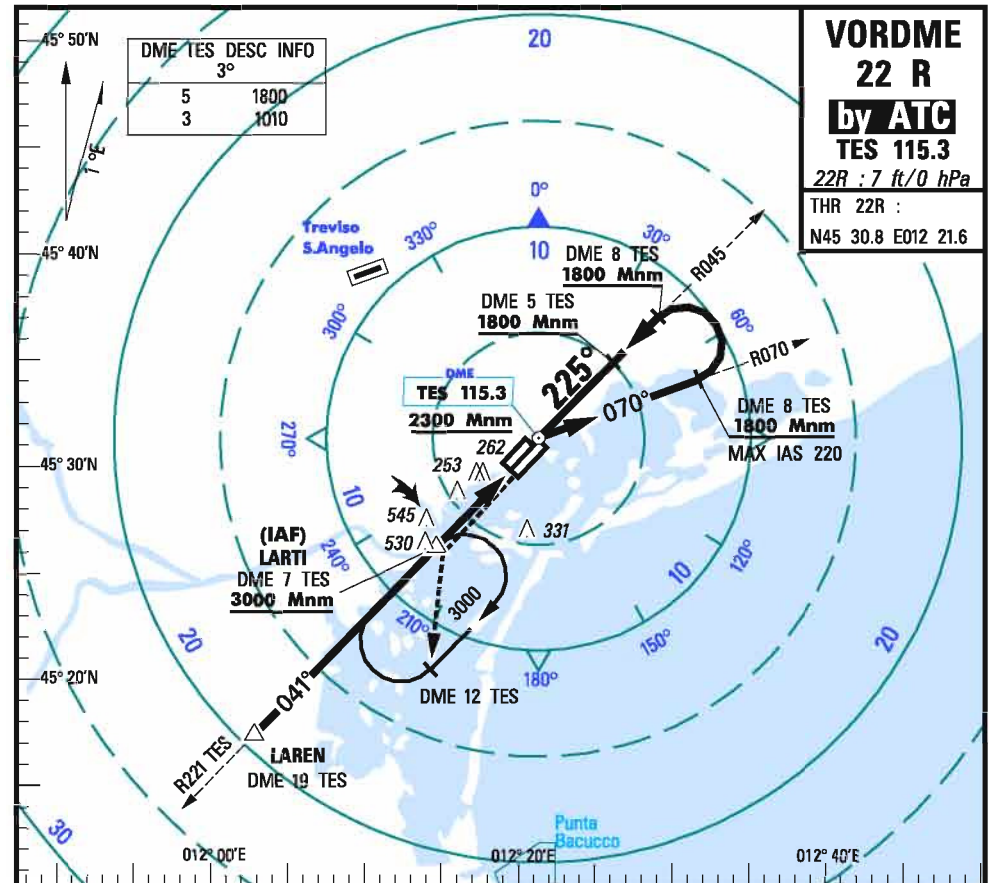 45° 50'N
DME TES DESC INFO
3°
5 1800
3 1010
1 °E
20
VORDME
22 R
by ATC
TES 115.3
22R : 7 ft/0 hPa
THR 22R :
N45 30.8 E012 21.6
45° 40'N
Treviso
S.Angelo
330°
0°
10
30°
DME 8 TES
1800 Mnm
R045
DME 5 TES
1800 Mnm
300°
60°
225°
R070
DME
TES 115.3
2300 Mnm
070°
DME 8 TES
1800 Mnm
MAX IAS 220
270°
45° 30'N
262
253
10
545
530
331
240°
(IAF)
LARTI
DME 7 TES
3000 Mnm
3000
210°
10
120°
150°
20
20
45° 20'N
180°
DME 12 TES
041°
R221 TES
LAREN
DME 19 TES
30
Punta
Bacucco
012° 00'E
012° 20'E
012° 40'E